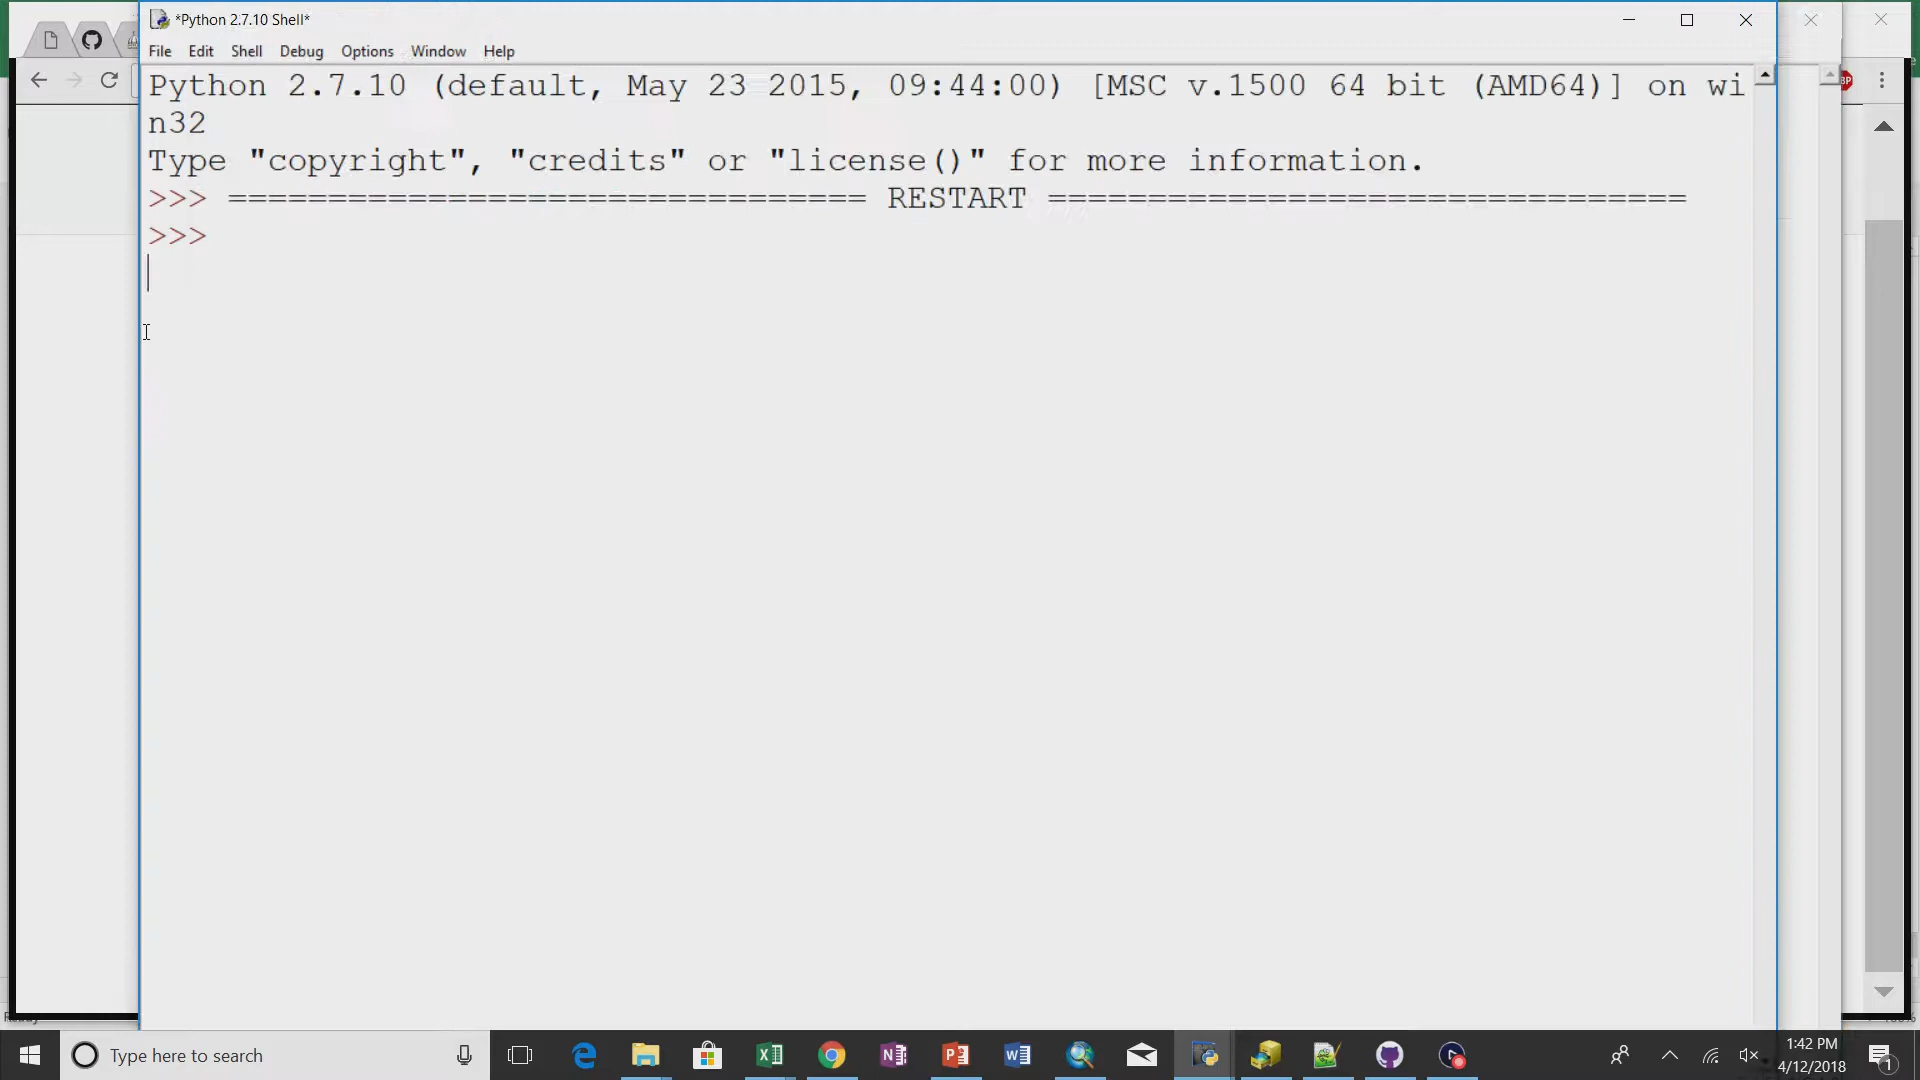 *Python 2.7.10 Shell*
File Edit Shell Debug Options Window Help
Python 2.7.10 (default, May 23 2015, 09:44:00) [MSC v.1500 64 bit (AMD64)] on wi
n32
Type "copyright", "credits" or "license()" for more information.
>>> ================================ RESTART ================================
>>>
Type here to search
1:42 PM
4/12/2018
1